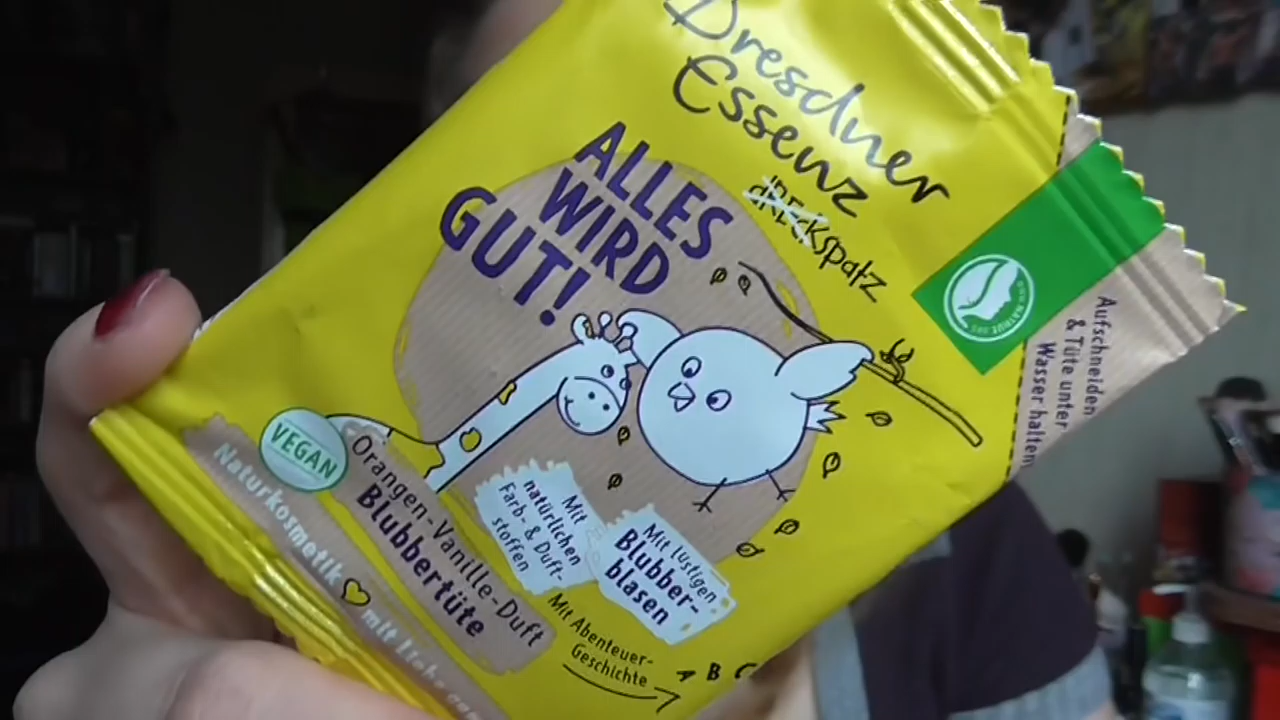 Dresdner
Essenz
dRECKspatz
ALLES
WIRD
GUT!
Aufschneiden
& Tüte unter
Wasser halten
VEGAN
Orangen-Vanille-Duft
Blubbertüte
Mit
natürlichen
Farb- & Duft-
stoffen
Mit lustigen
Blubber-
blasen
Mit Abenteuer-
Geschichte
A B C
Naturkosmetik mit Liebe